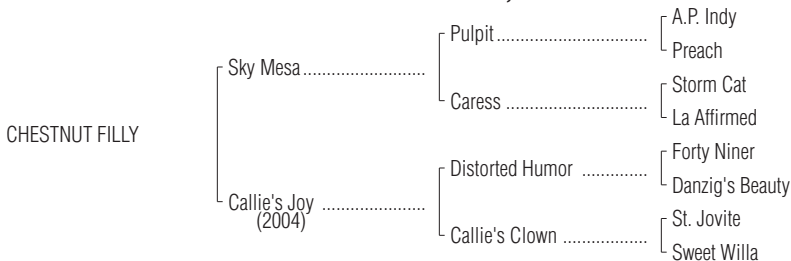 A.P. Indy
Pulpit
Preach
Sky Mesa
Storm Cat
Caress
La Affirmed
CHESTNUT FILLY
Forty Niner
Distorted Humor
Danzig's Beauty
Callie's Joy
(2004)
St. Jovite
Callie's Clown
Sweet Willa